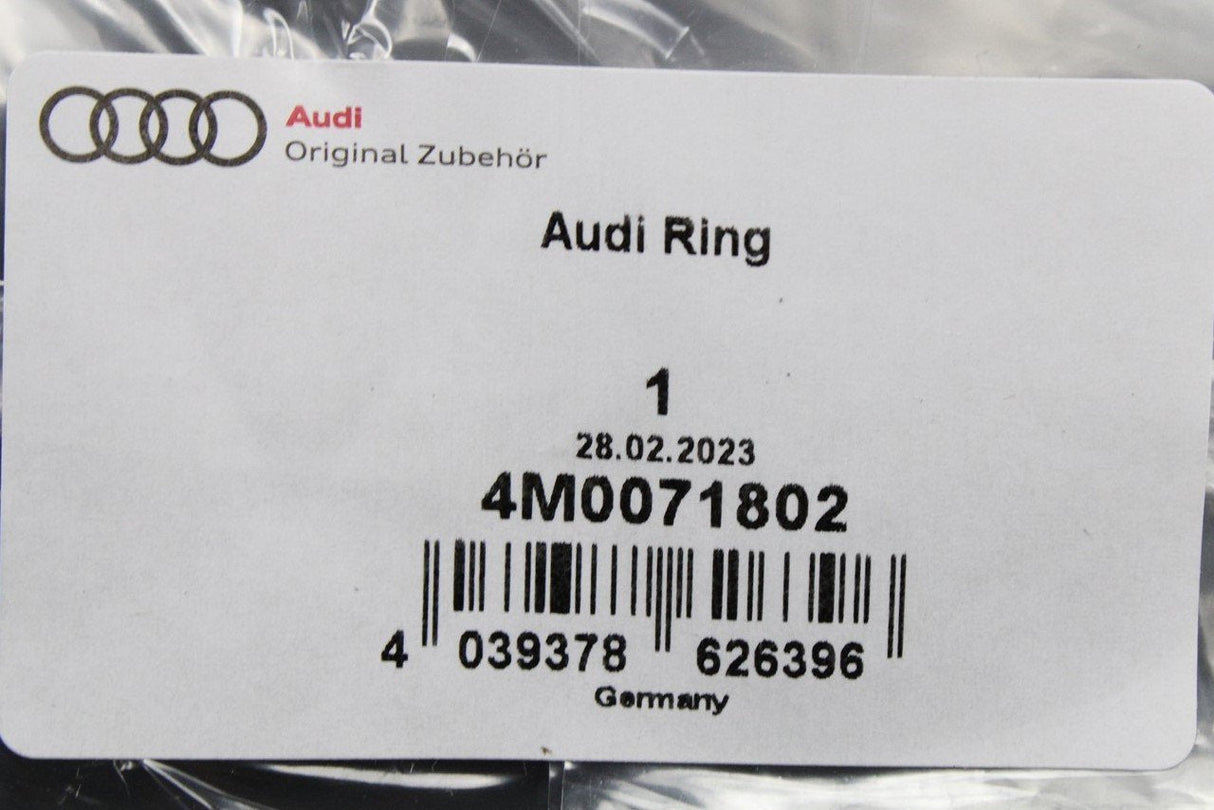 Audi
Original Zubehör
Audi Ring
1
28.02.2023
4M0071802
4 039378 626396
Germany